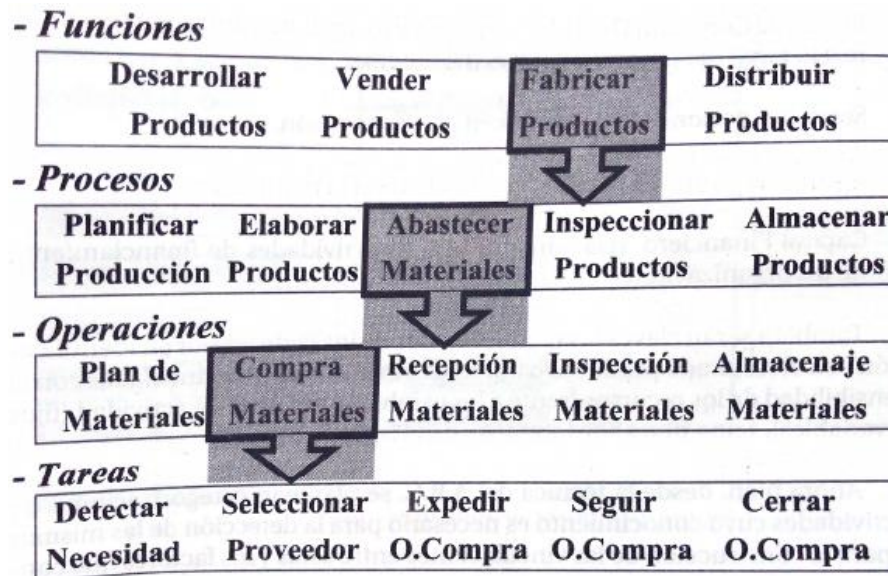 - Funciones
Desarrollar Vender Fabricar Distribuir
Productos Productos Productos Productos
- Procesos
Planificar Elaborar Abastecer Inspeccionar Almacenar
Producción Productos Materiales Productos Productos
- Operaciones
Plan de Compra Recepción Inspección Almacenaje
Materiales Materiales Materiales Materiales Materiales
- Tareas
Detectar Seleccionar Expedir Seguir Cerrar
Necesidad Proveedor O.Compra O.Compra O.Compra